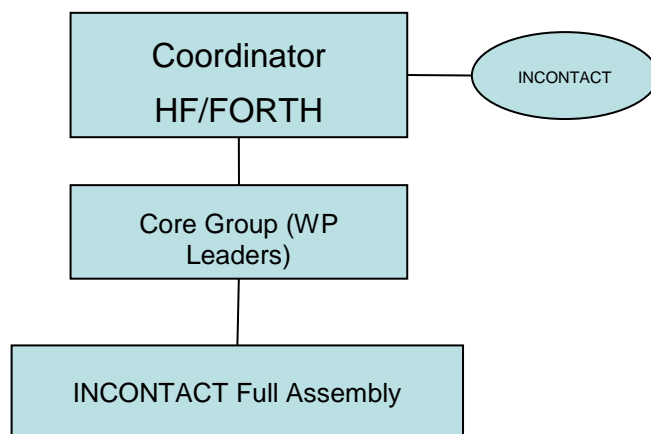 Coordinator
HF/FORTH
INCONTACT
Core Group (WP
Leaders)
INCONTACT Full Assembly